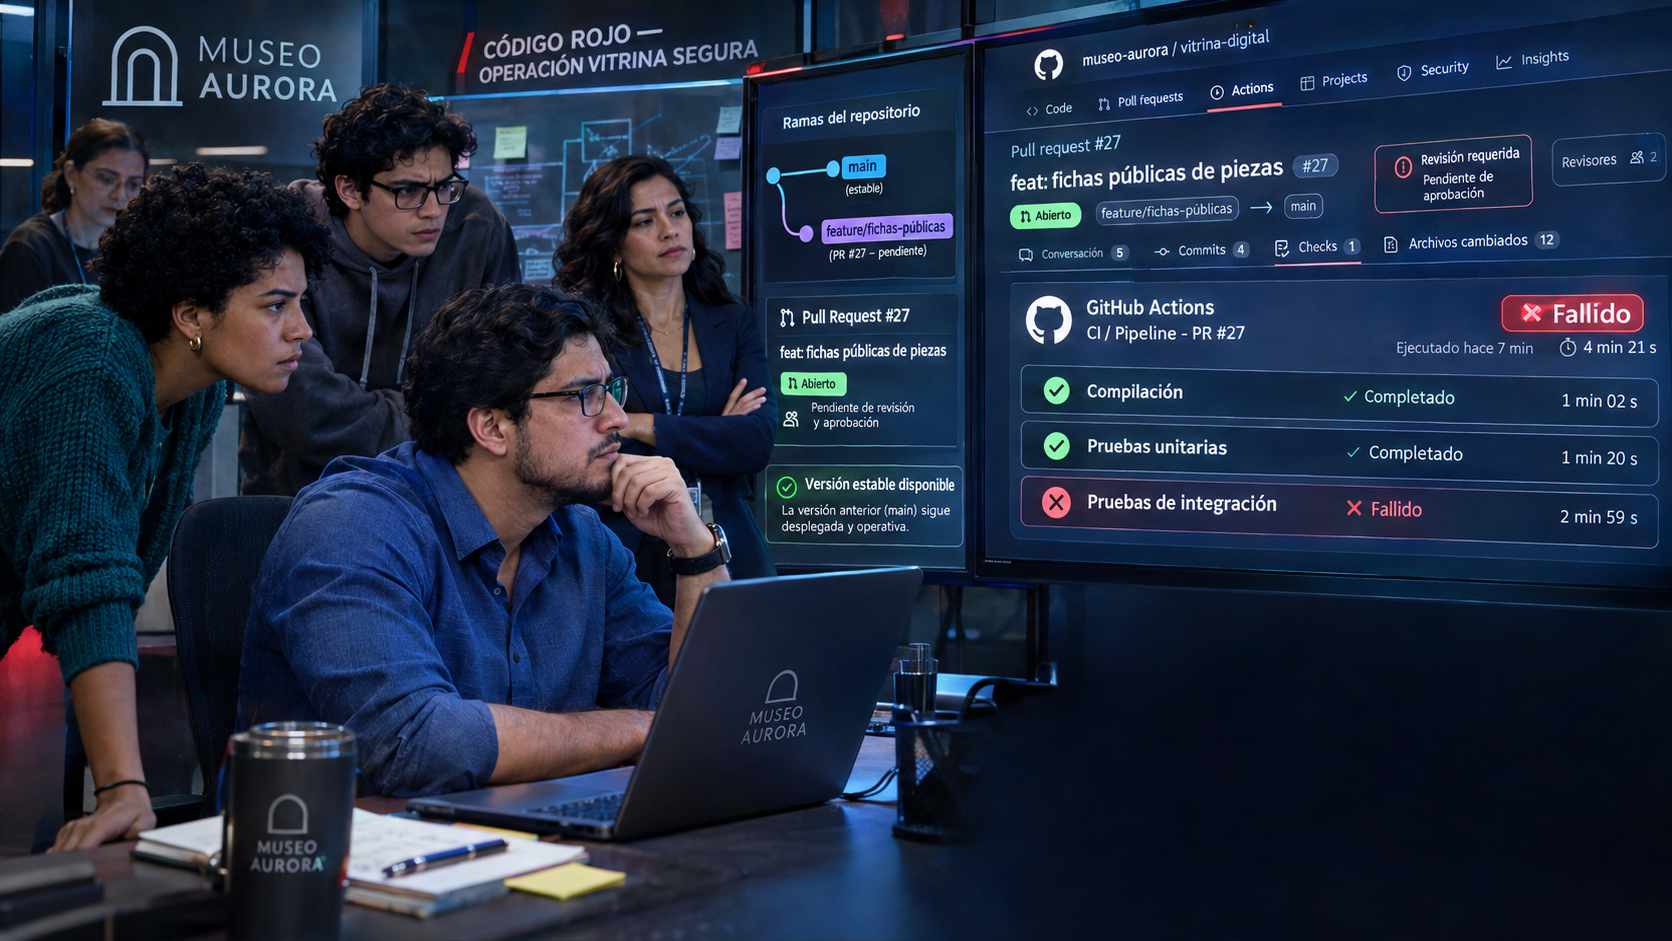 MUSEO
AURORA
CÓDIGO ROJO —
OPERACIÓN VITRINA SEGURA
Ramas del repositorio
main
(estable)
feature/fichas-públicas
(PR #27 – pendiente)
Pull Request #27
feat: fichas públicas de piezas
Abierto
Pendiente de revisión
y aprobación
Versión estable disponible
La versión anterior (main) sigue
desplegada y operativa.
museo-aurora / vitrina-digital
Code
Pull fequests
Actions
Projects
Security
Insights
Pull request #27
feat: fichas públicas de piezas #27
Abierto
feature/fichas-públicas → main
Revisión requerida
Pendiente de
aprobación
Revisores 2
Conversación 5
Commits 4
Checks 1
Archivos cambiados 12
GitHub Actions
CI / Pipeline - PR #27
Fallido
Ejecutado hace 7 min
4 min 21 s
Compilación Completado 1 min 02 s
Pruebas unitarias Completado 1 min 20 s
Pruebas de integración Fallido 2 min 59 s
MUSEO
AURORA
MUSEO
AURORA